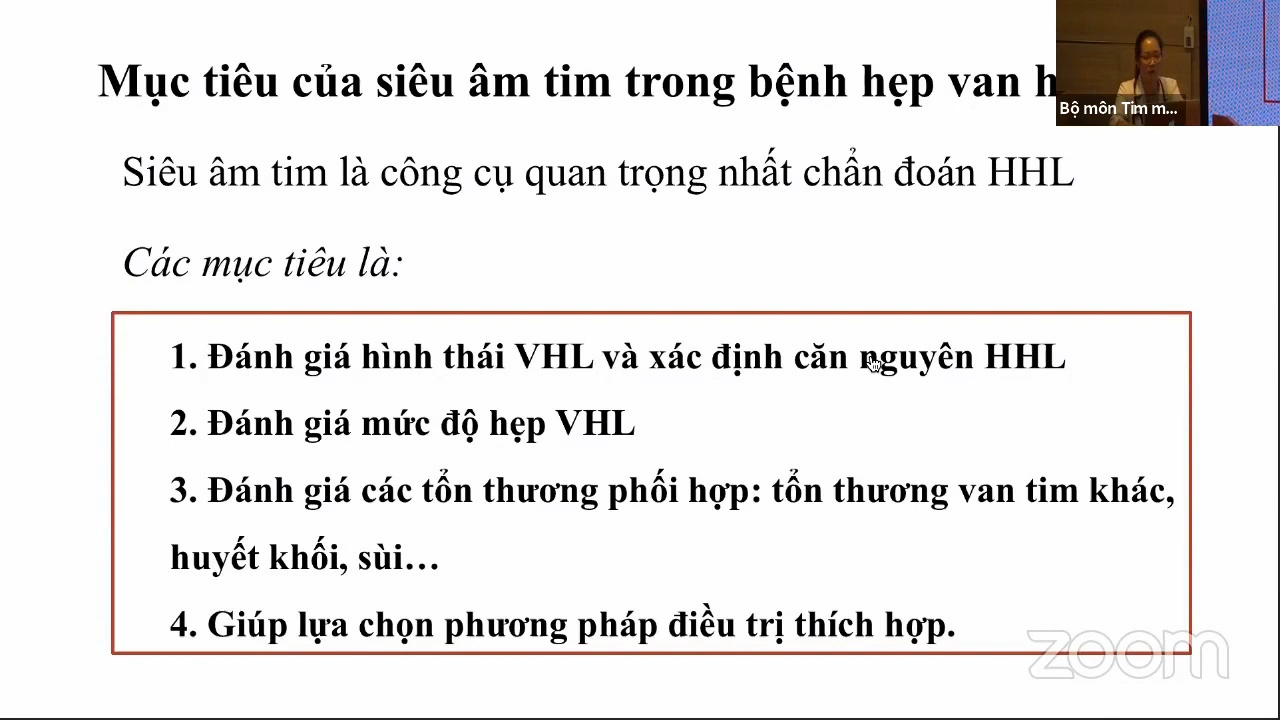 Mục tiêu của siêu âm tim trong bệnh hẹp van h
Bộ môn Tim m...
Siêu âm tim là công cụ quan trọng nhất chẩn đoán HHL
Các mục tiêu là:
1. Đánh giá hình thái VHL và xác định căn nguyên HHL
2. Đánh giá mức độ hẹp VHL
3. Đánh giá các tổn thương phối hợp: tổn thương van tim khác,
huyết khối, sùi…
4. Giúp lựa chọn phương pháp điều trị thích hợp.
zoom